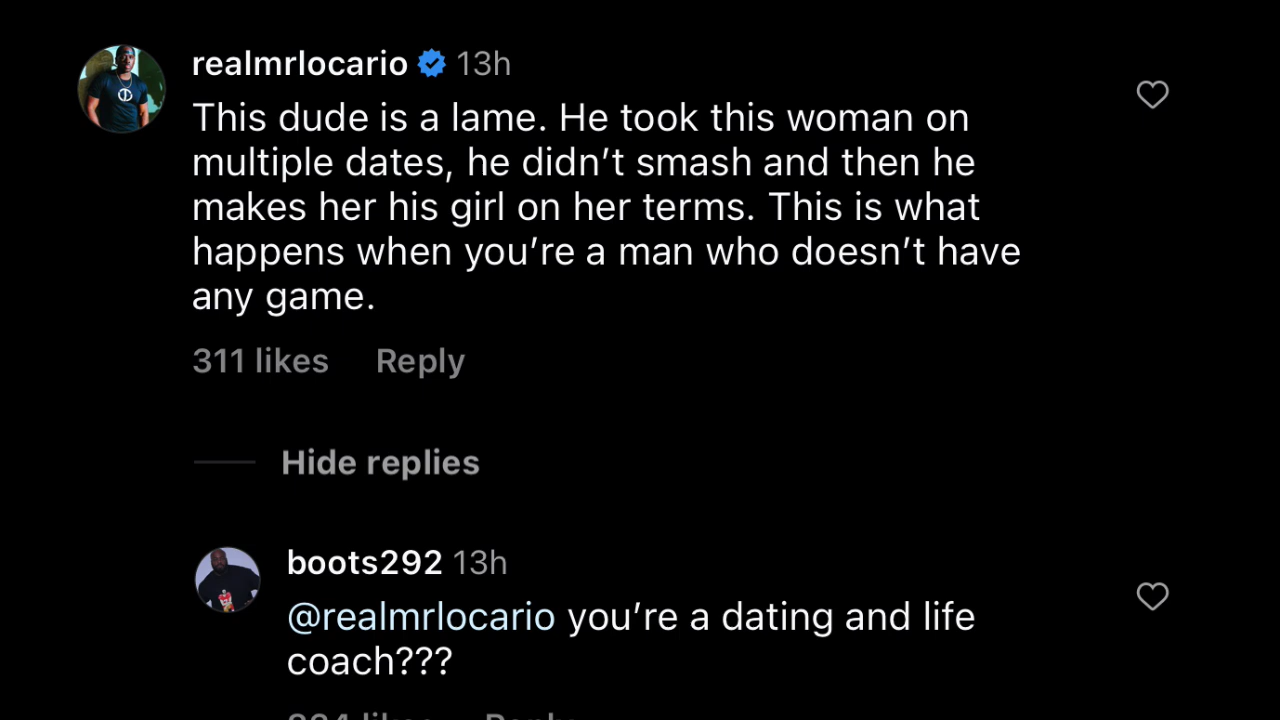 realmrlocario 13h
This dude is a lame. He took this woman on
multiple dates, he didn’t smash and then he
makes her his girl on her terms. This is what
happens when you’re a man who doesn’t have
any game.
311 likes Reply
Hide replies
boots292 13h
@realmrlocario you’re a dating and life
coach???